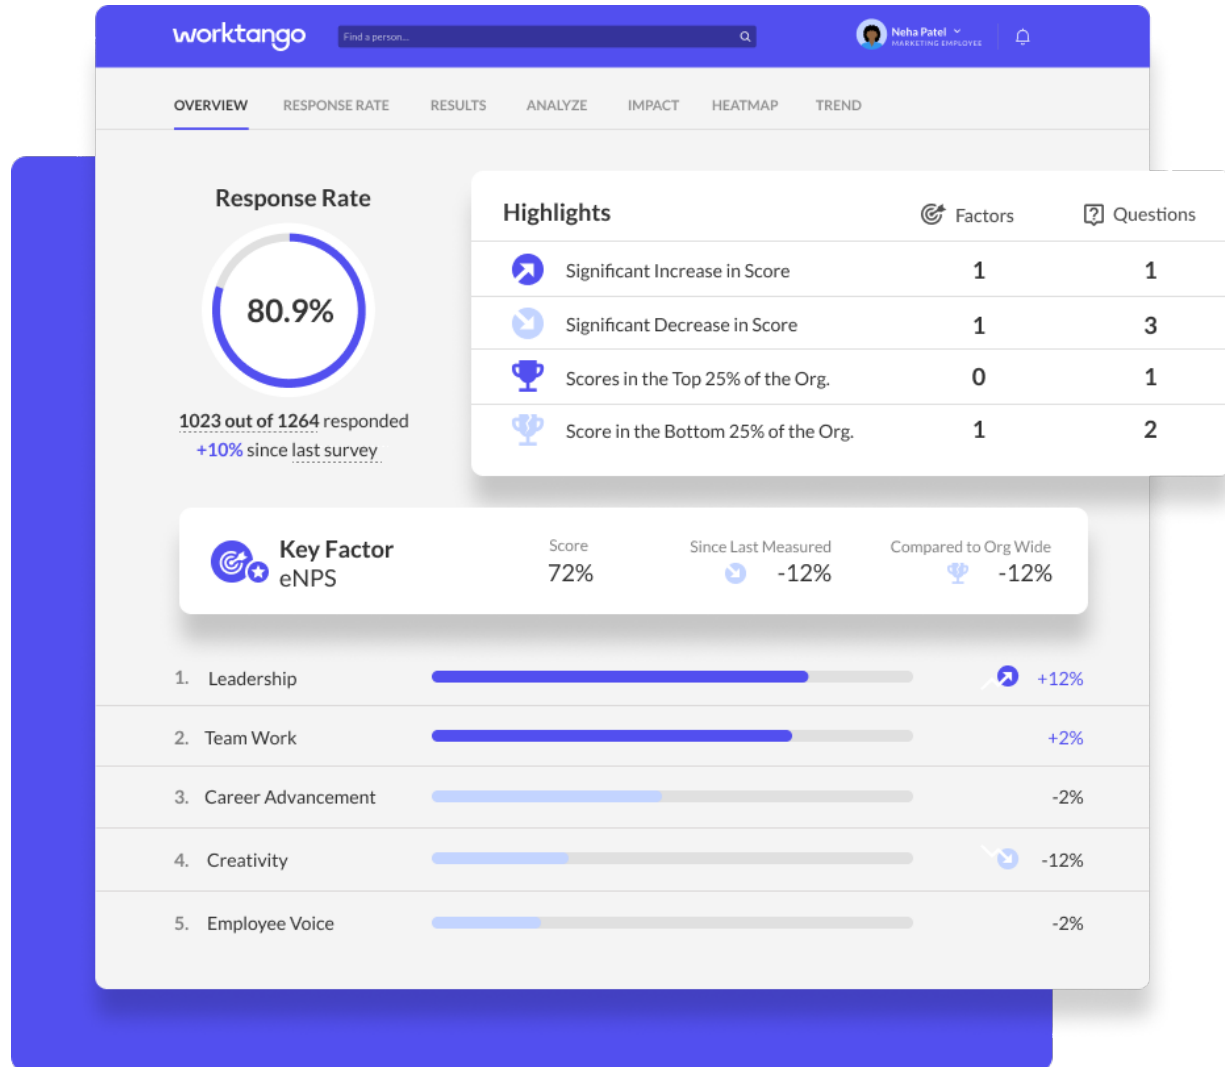 worktango
Find a person...
Neha Patel
MARKETING EMPLOYEE
OVERVIEW RESPONSE RATE RESULTS ANALYZE IMPACT HEATMAP TREND
Response Rate
80.9%
1023 out of 1264 responded
+10% since last survey
Highlights Factors Questions
Significant Increase in Score 1 1
Significant Decrease in Score 1 3
Scores in the Top 25% of the Org. 0 1
Score in the Bottom 25% of the Org. 1 2
Key Factor
eNPS
Score
72%
Since Last Measured
-12%
Compared to Org Wide
-12%
1. Leadership +12%
2. Team Work +2%
3. Career Advancement -2%
4. Creativity -12%
5. Employee Voice -2%